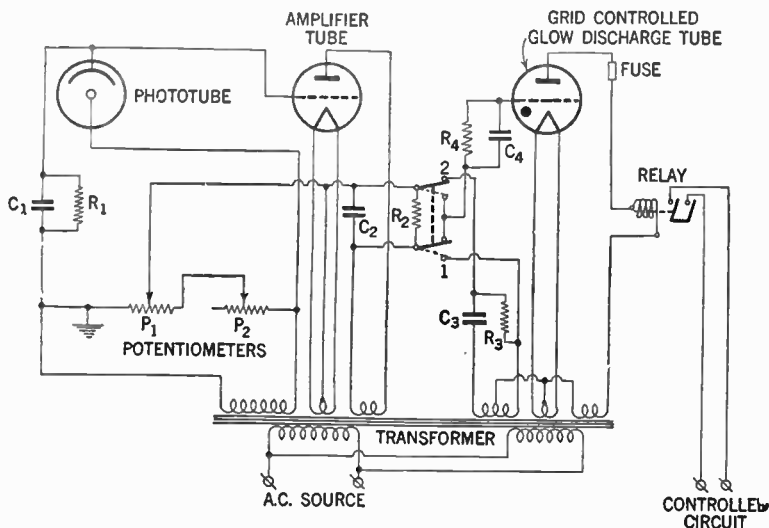 AMPLIFIER
TUBE
GRID CONTROLLED
GLOW DISCHARGE TUBE
FUSE
PHOTOTUBE
R4
C4
2
RELAY
C1
R1
C2
R2
1
C3
R3
P1
P2
POTENTIOMETERS
TRANSFORMER
A.C. SOURCE
CONTROLLED
CIRCUIT